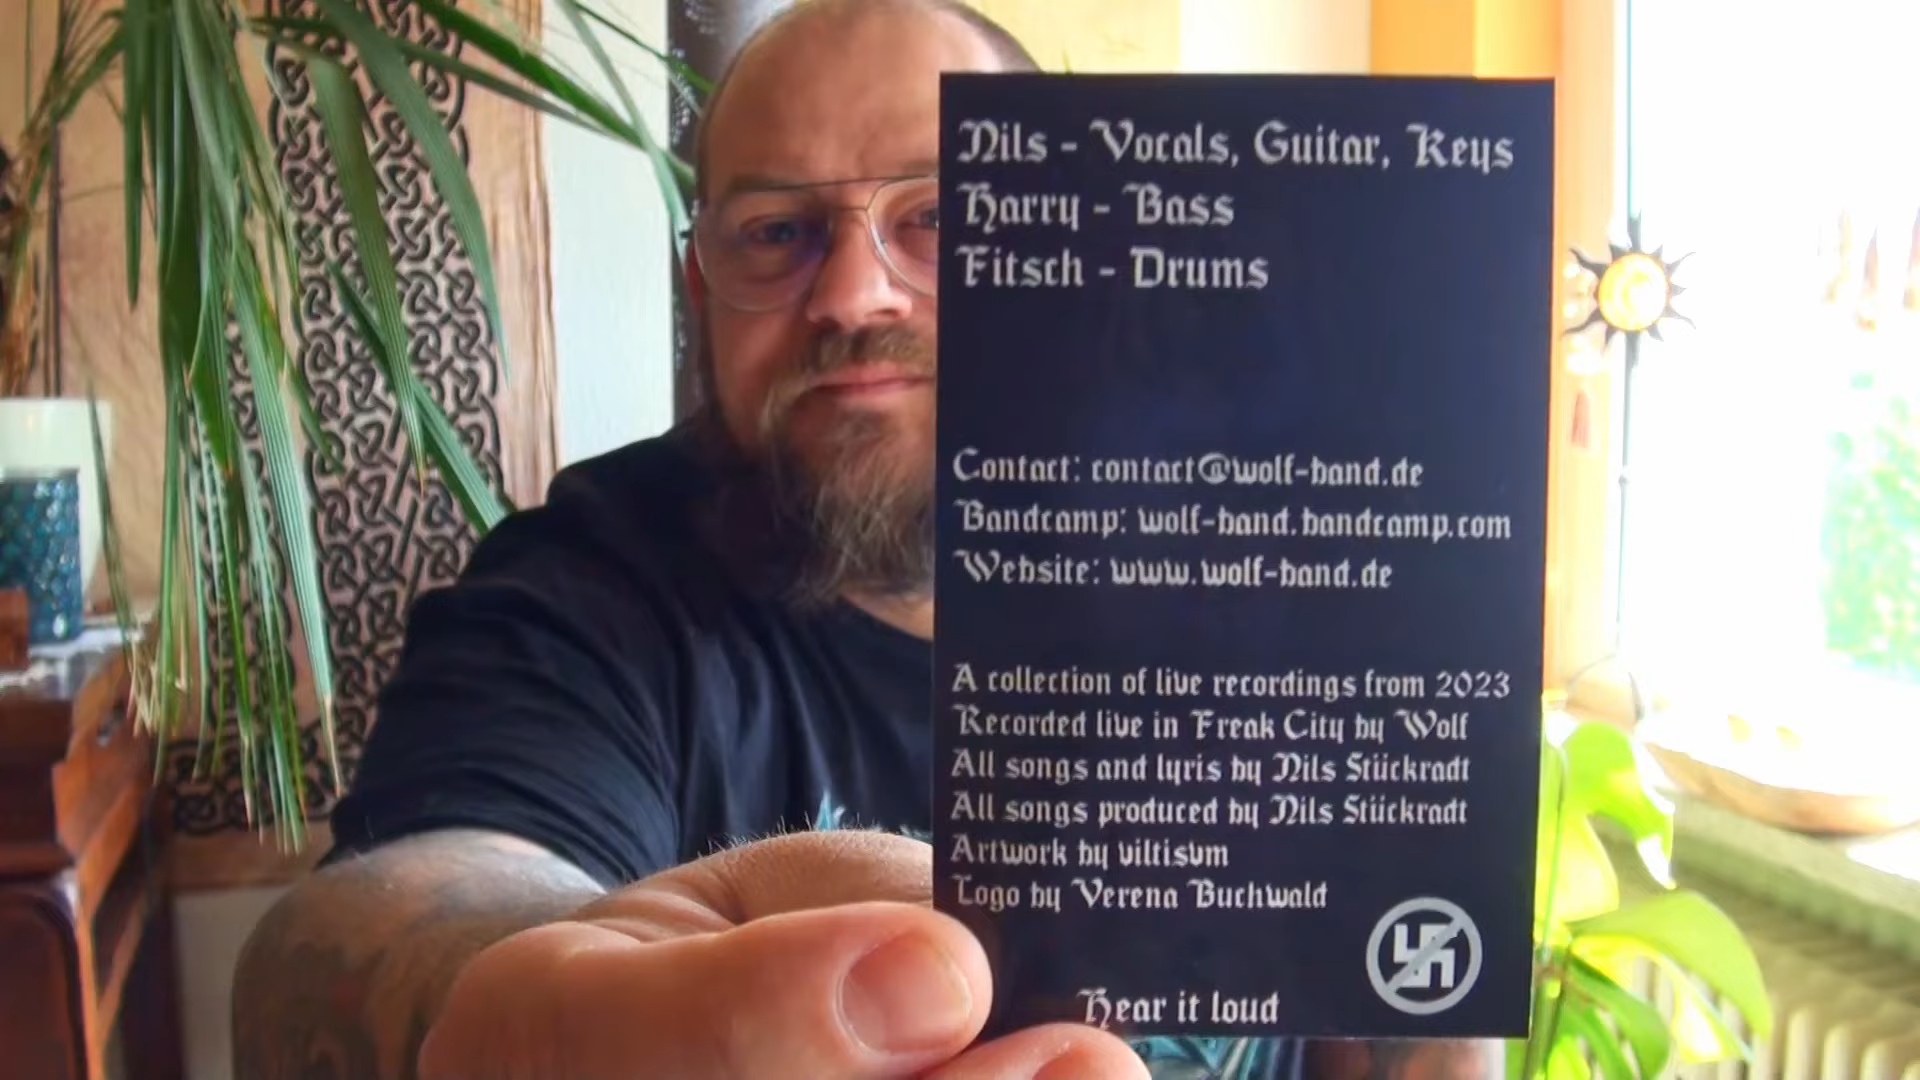 Nils - Vocals, Guitar, Keys
Harry - Bass
Fitsch - Drums
Contact: contact@wolf-band.de
Bandcamp: wolf-band.bandcamp.com
Website: www.wolf-band.de
A collection of live recordings from 2023
Recorded live in Freak City by Wolf
All songs and lyris by Nils Stückradt
All songs produced by Nils Stückradt
Artwork by viltisvm
Logo by Verena Buchwald
Hear it loud